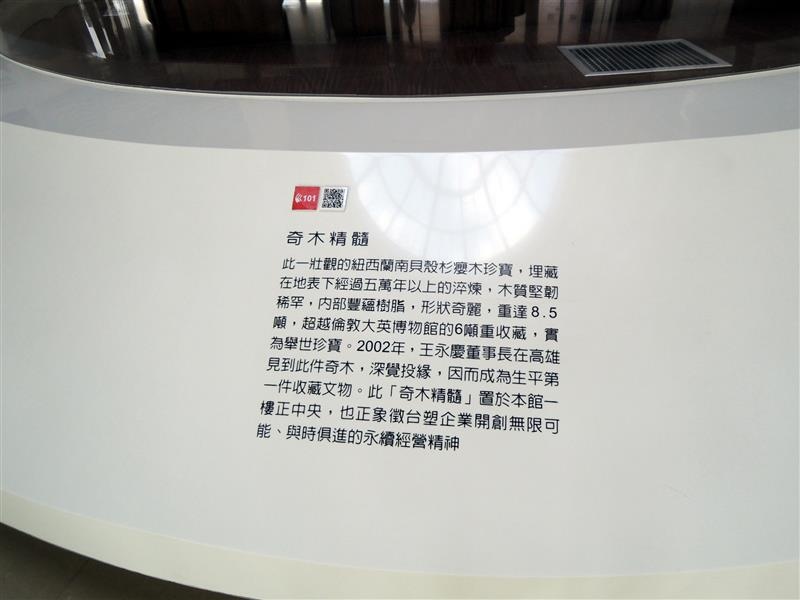 101
奇木精髓
此一壯觀的紐西蘭南貝殼杉癭木珍寶，埋藏
在地表下經過五萬年以上的淬煉，木質堅韌
稀罕，內部豐蘊樹脂，形狀奇麗，重達8.5
噸，超越倫敦大英博物館的6噸重收藏，實
為舉世珍寶。2002年，王永慶董事長在高雄
見到此件奇木，深覺投緣，因而成為生平第
一件收藏文物。此「奇木精髓」置於本館一
樓正中央，也正象徵台塑企業開創無限可
能、與時俱進的永續經營精神